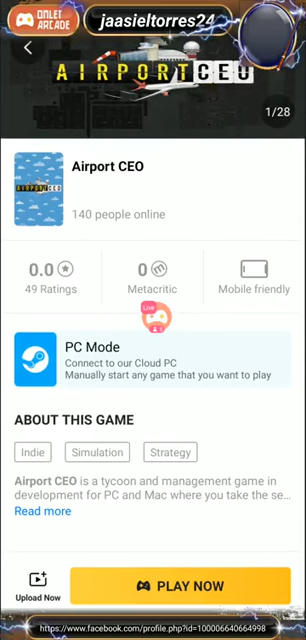 OMLET
ARCADE
jaasieltorres24
AIRPORT CEO
1/28
AIRPORTCEO
Airport CEO
140 people online
0.0
49 Ratings
0
m
Metacritic
Mobile friendly
Live
PC Mode
Connect to our Cloud PC
Manually start any game that you want to play
ABOUT THIS GAME
Indie
Simulation
Strategy
Airport CEO is a tycoon and management game in
development for PC and Mac where you take the se...
Read more
Upload Now
PLAY NOW
https://www.facebook.com/profile.php?id=100006640664998